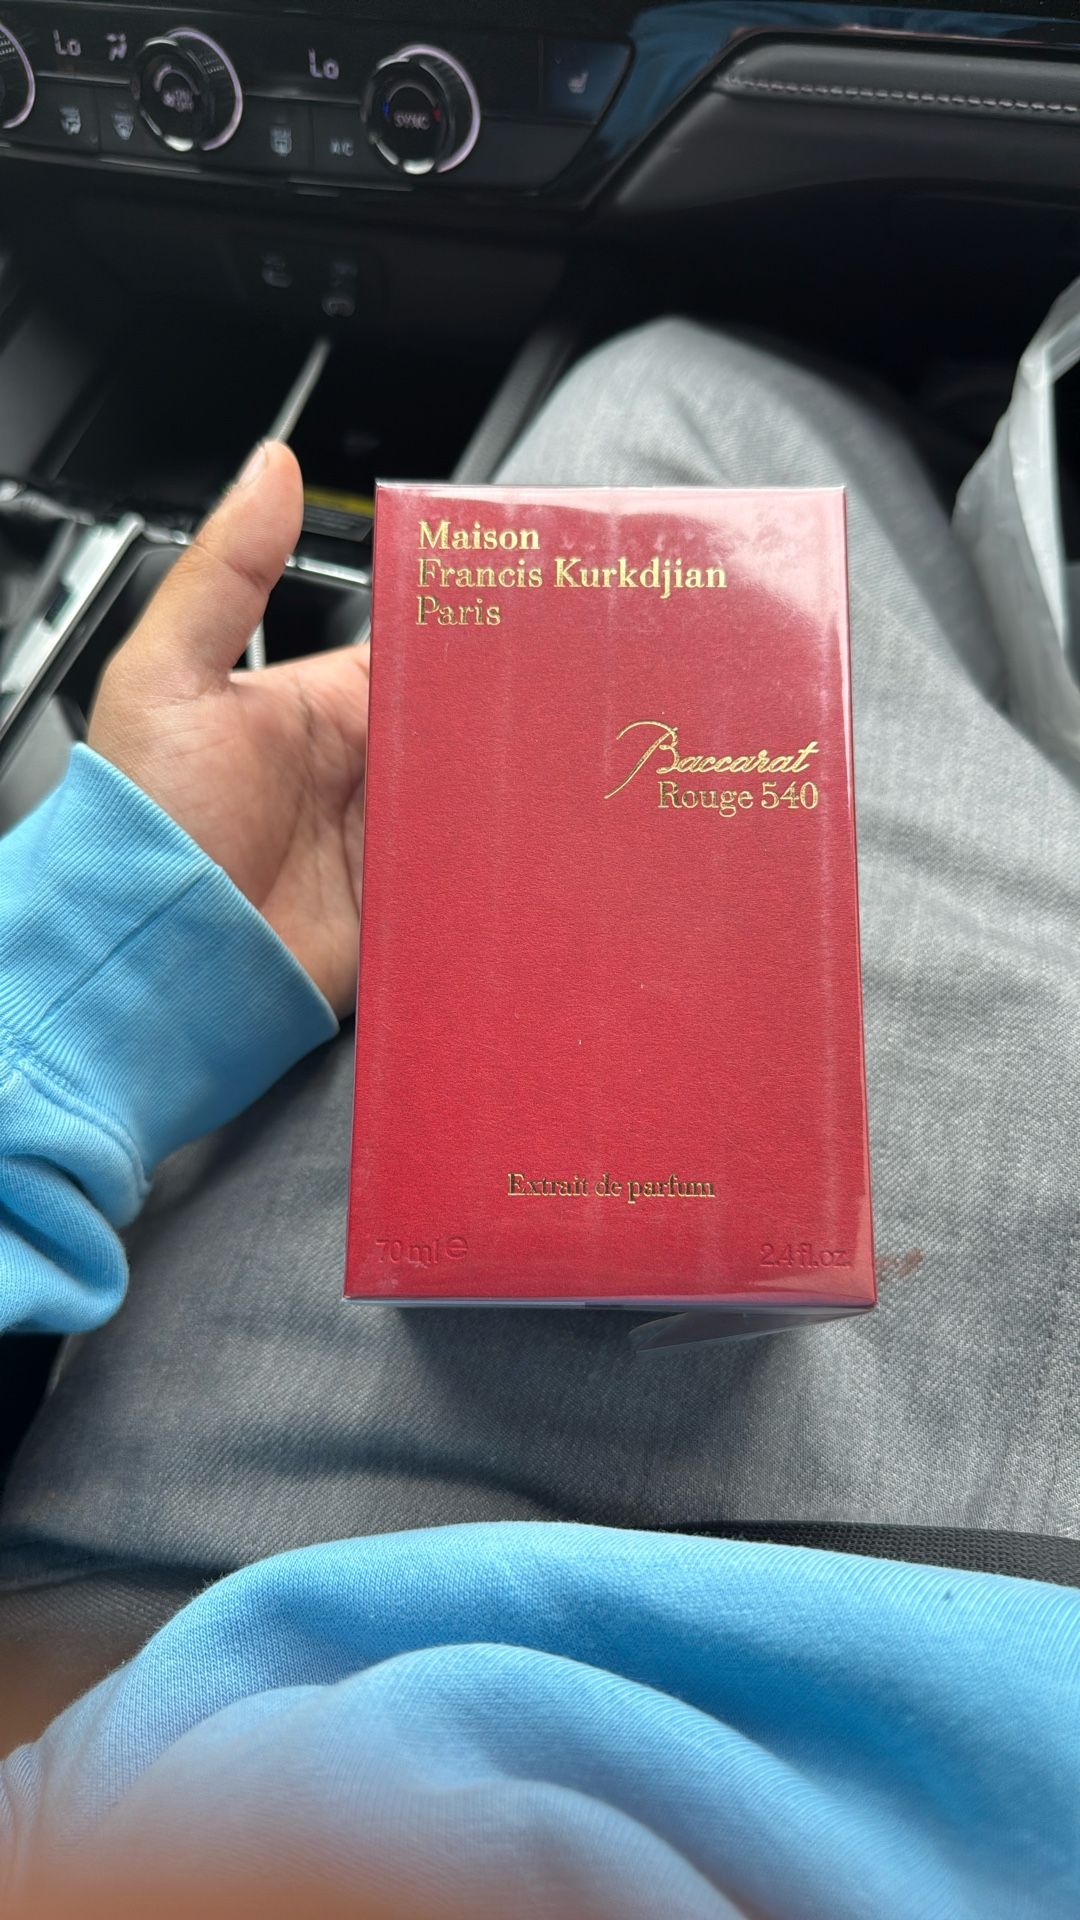 Lo
Lo
SYNC
A/C
Maison
Francis Kurkdjian
Paris
Baccarat
Rouge 540
Extrait de parfum
70 ml e
2.4 fl.oz.